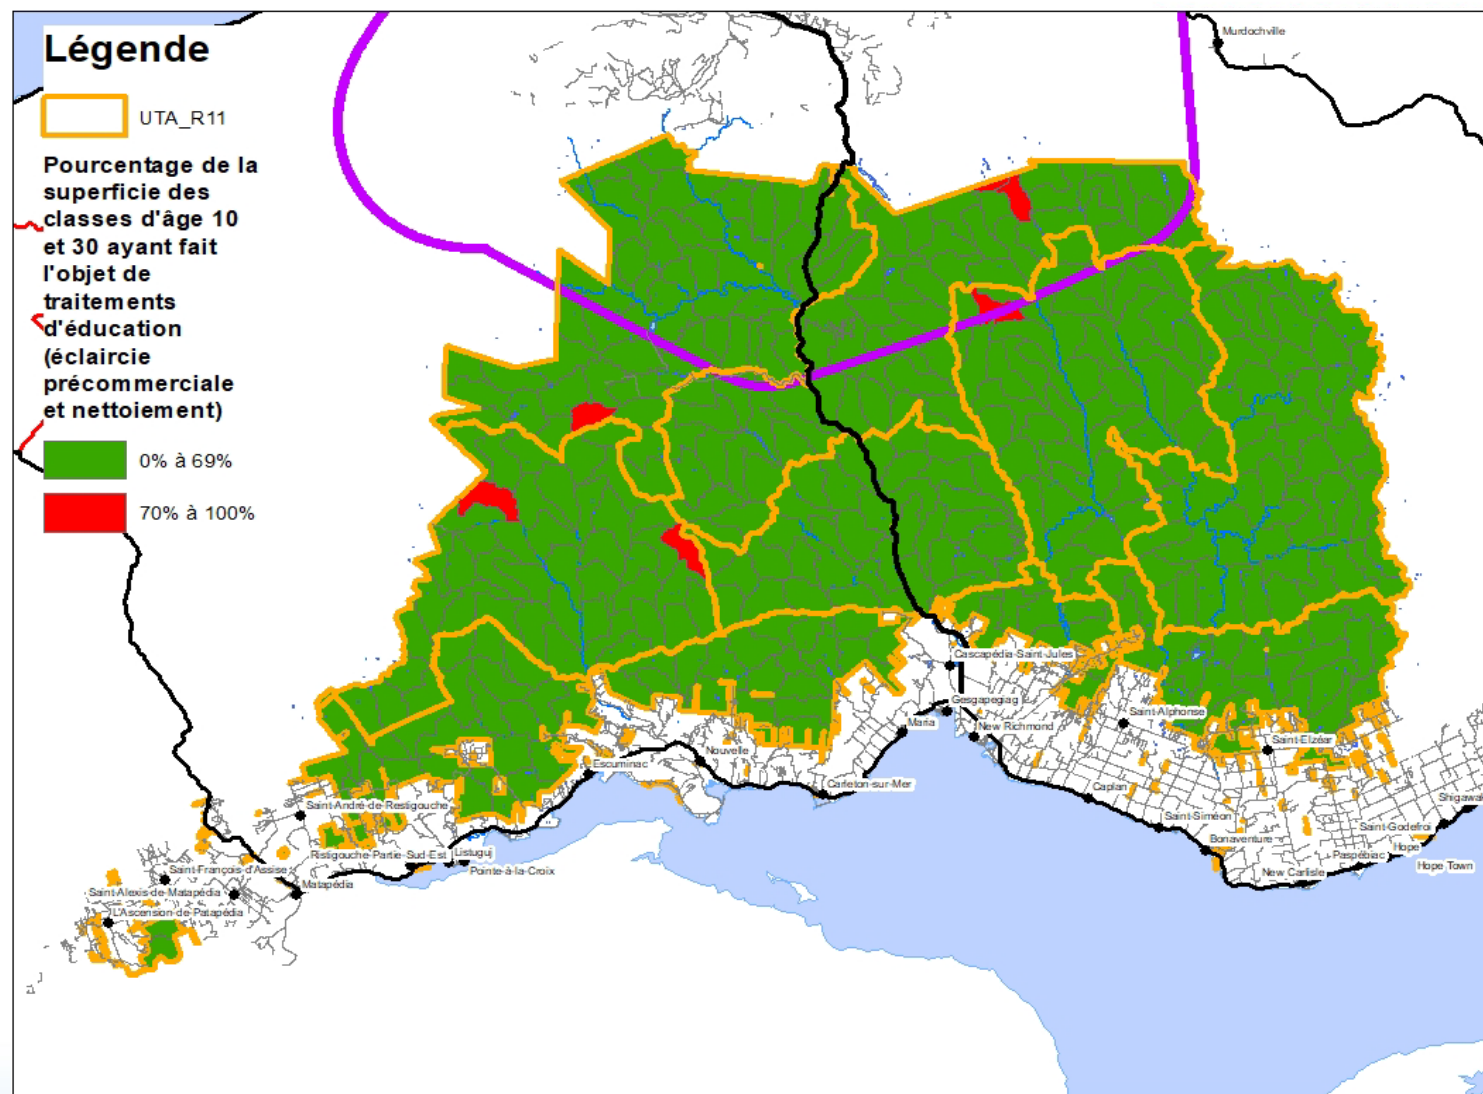 Légende
UTA_R11
Pourcentage de la
superficie des
classes d'âge 10
et 30 ayant fait
l'objet de
traitements
d'éducation
(éclaircie
précommerciale
et nettoiement)
0% à 69%
70% à 100%
Murdochville
Cascapédia-Saint-Jules
Gesgapegiag
Maria
New Richmond
Saint-Alphonse
Saint-Elzéar
Nouvelle
Escuminac
Carleton-sur-Mer
Caplan
Saint-Siméon
Bonaventure
Shigawa
Saint-Godefroi
Hope
Paspébiac
Hope Town
New Carlisle
Saint-André-de-Restigouche
Ristigouche-Partie-Sud-Est
Listuguj
Pointe-à-la-Croix
Saint-François-d'Assise
Matapédia
Saint-Alexis-de-Matapédia
L'Ascension-de-Patapédia